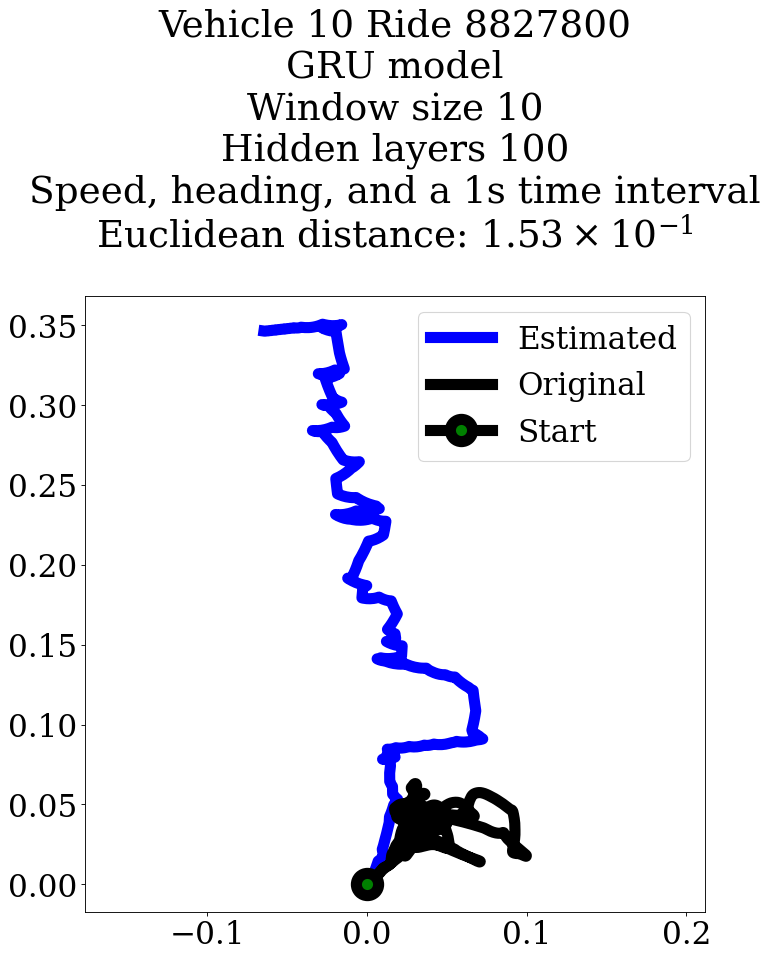 Vehicle 10 Ride 8827800
GRU model
Window size 10
Hidden layers 100
Speed, heading, and a 1s time interval
Euclidean distance: 1.53 × 10⁻¹
Estimated
Original
Start
0.35
0.30
0.25
0.20
0.15
0.10
0.05
0.00
−0.1 0.0 0.1 0.2